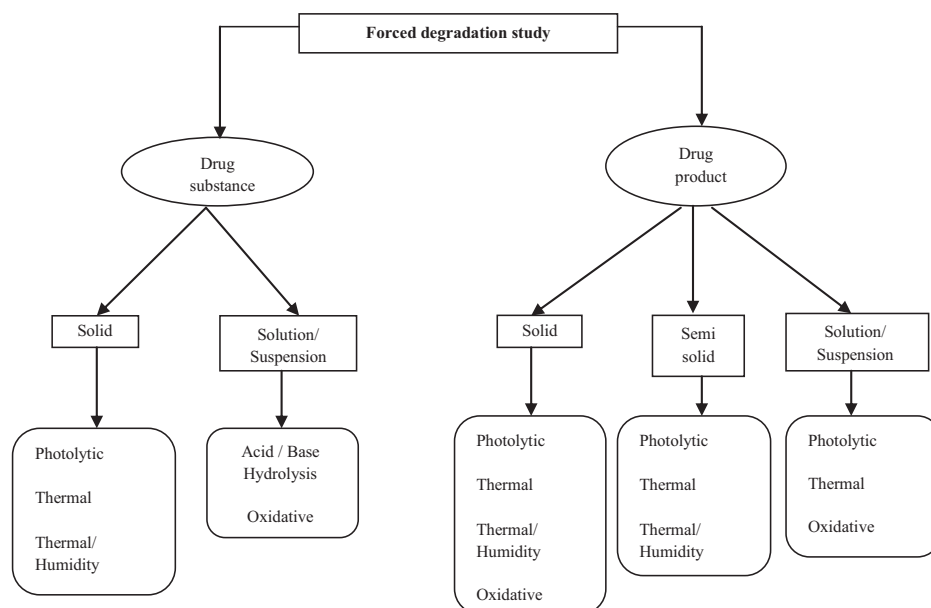 Forced degradation study
Drug
substance
Drug
product
Solid
Solution/
Suspension
Solid
Semi
solid
Solution/
Suspension
Photolytic
Thermal
Thermal/
Humidity
Acid / Base
Hydrolysis
Oxidative
Photolytic
Thermal
Thermal/
Humidity
Oxidative
Photolytic
Thermal
Thermal/
Humidity
Photolytic
Thermal
Oxidative